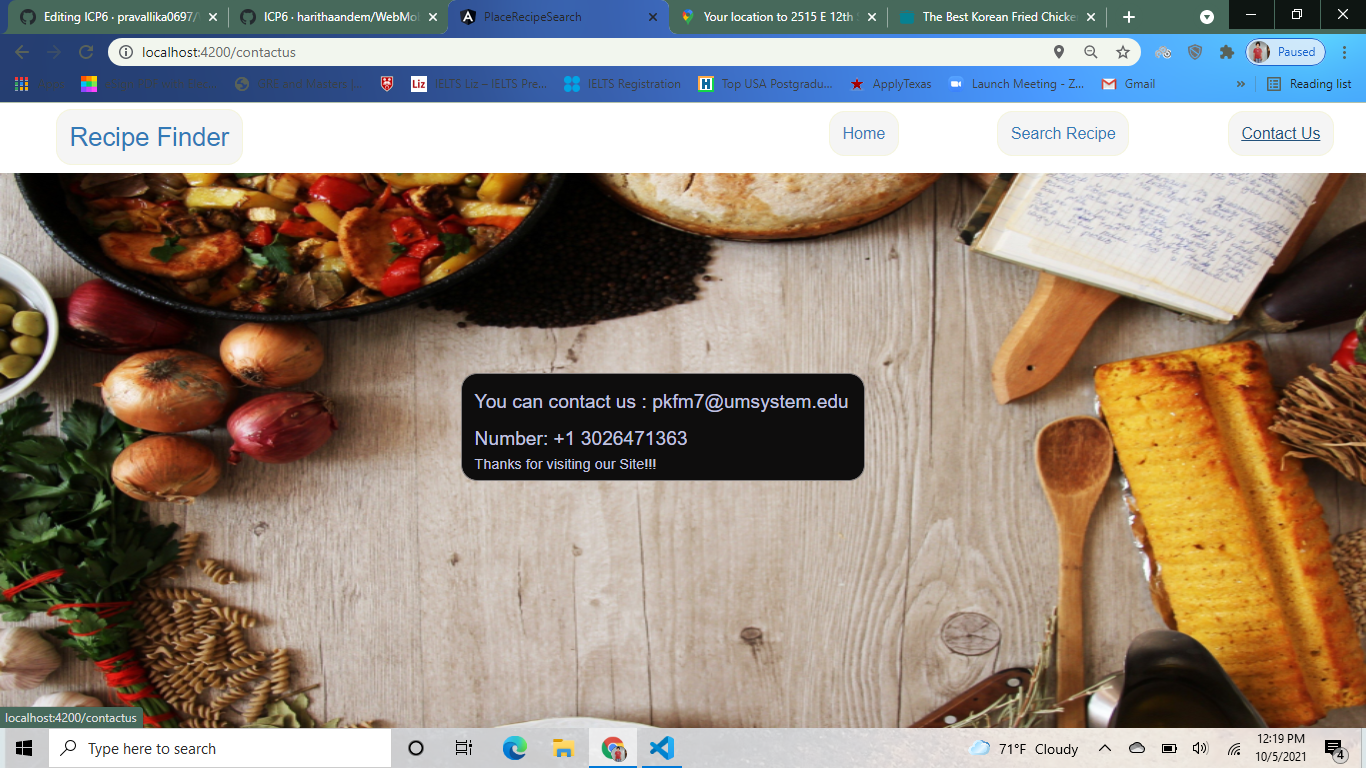 Editing ICP6 · pravallika0697/
ICP6 · harithaandem/WebMo
PlaceRecipeSearch
Your location to 2515 E 12th
The Best Korean Fried Chicke
localhost:4200/contactus
Paused
Liz IELTS Liz – IELTS Pre...
IELTS Registration
H Top USA Postgradu...
ApplyTexas
Launch Meeting - Z...
Gmail
»
Reading list
Recipe Finder
Home
Search Recipe
Contact Us
You can contact us : pkfm7@umsystem.edu
Number: +1 3026471363
Thanks for visiting our Site!!!
localhost:4200/contactus
Type here to search
71°F Cloudy
12:19 PM
10/5/2021
4